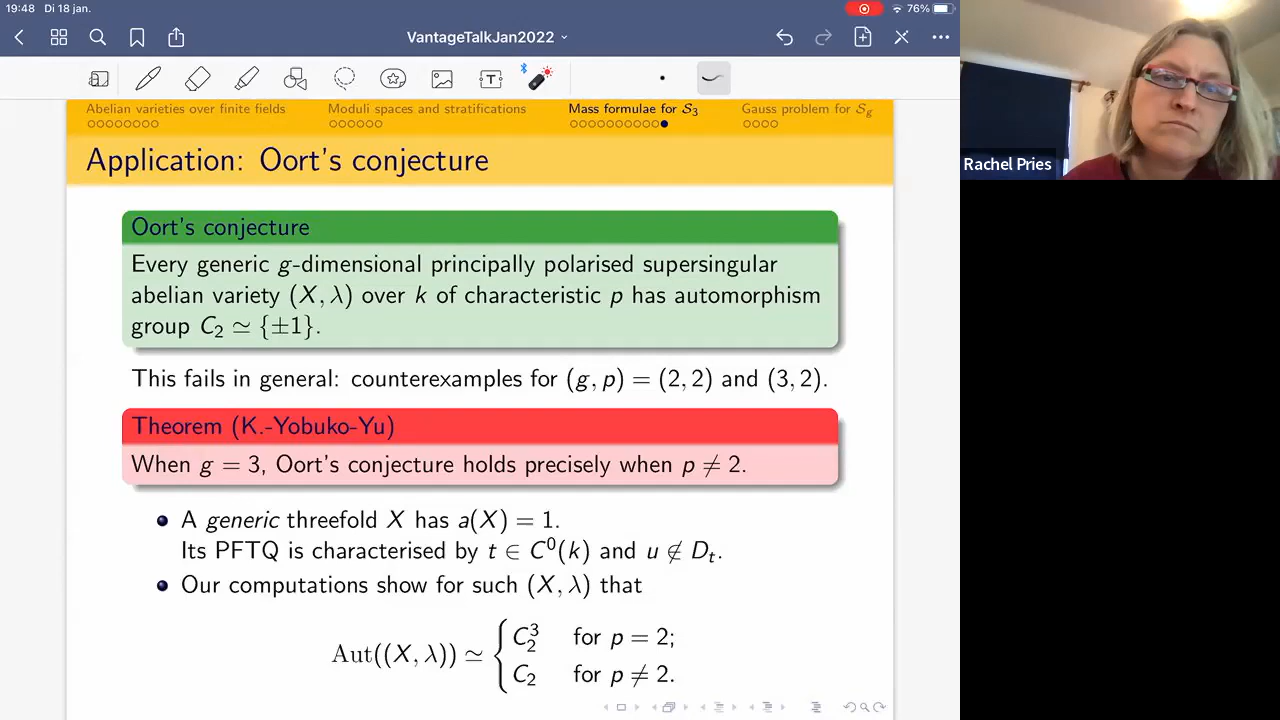 19:48 Di 18 jan. 76%
VantageTalkJan2022
Abelian varieties over finite fields Moduli spaces and stratifications Mass formulae for 𝒮₃ Gauss problem for 𝒮_g
Application: Oort's conjecture
Oort's conjecture
Every generic g-dimensional principally polarised supersingular
abelian variety (X, λ) over k of characteristic p has automorphism
group C₂ ≃ {±1}.
This fails in general: counterexamples for (g, p) = (2, 2) and (3, 2).
Theorem (K.-Yobuko-Yu)
When g = 3, Oort's conjecture holds precisely when p ≠ 2.
A generic threefold X has a(X) = 1.
Its PFTQ is characterised by t ∈ C⁰(k) and u ∉ D_t.
Our computations show for such (X, λ) that
Aut((X, λ)) ≃ { C₂³ for p = 2;
C₂ for p ≠ 2.
Rachel Pries